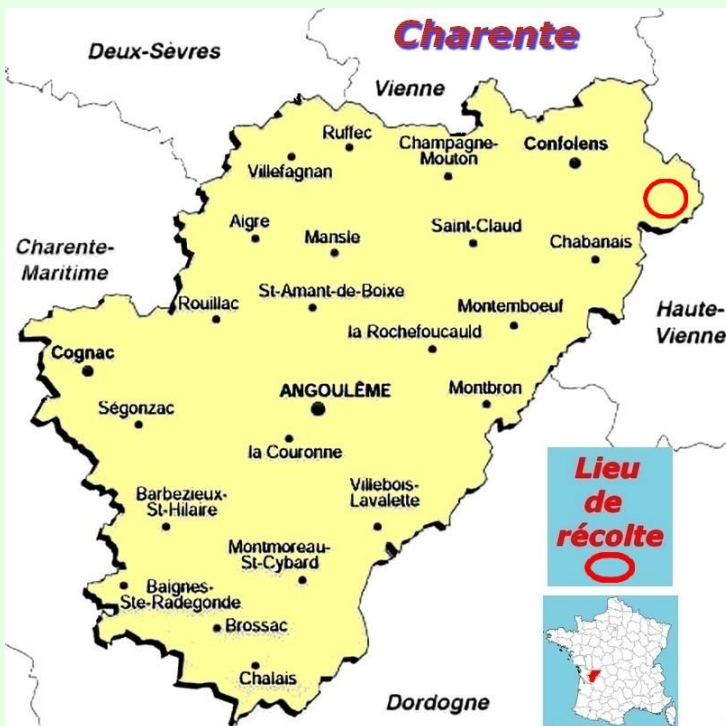 Charente
Deux-Sèvres
Vienne
Ruffec
Champagne-
Mouton
Confolens
Villefagnan
Aigre
Mansle
Saint-Claud
Chabanais
Charente-
Maritime
Rouillac
St-Amant-de-Boixe
Montemboeuf
Haute-
Vienne
la Rochefoucauld
Cognac
ANGOULÊME
Montbron
Ségonzac
la Couronne
Lieu
de
récolte
Barbezieux-
St-Hilaire
Villebois-
Lavalette
Montmoreau-
St-Cybard
Baignes-
Ste-Radegonde
Brossac
Chalais
Dordogne